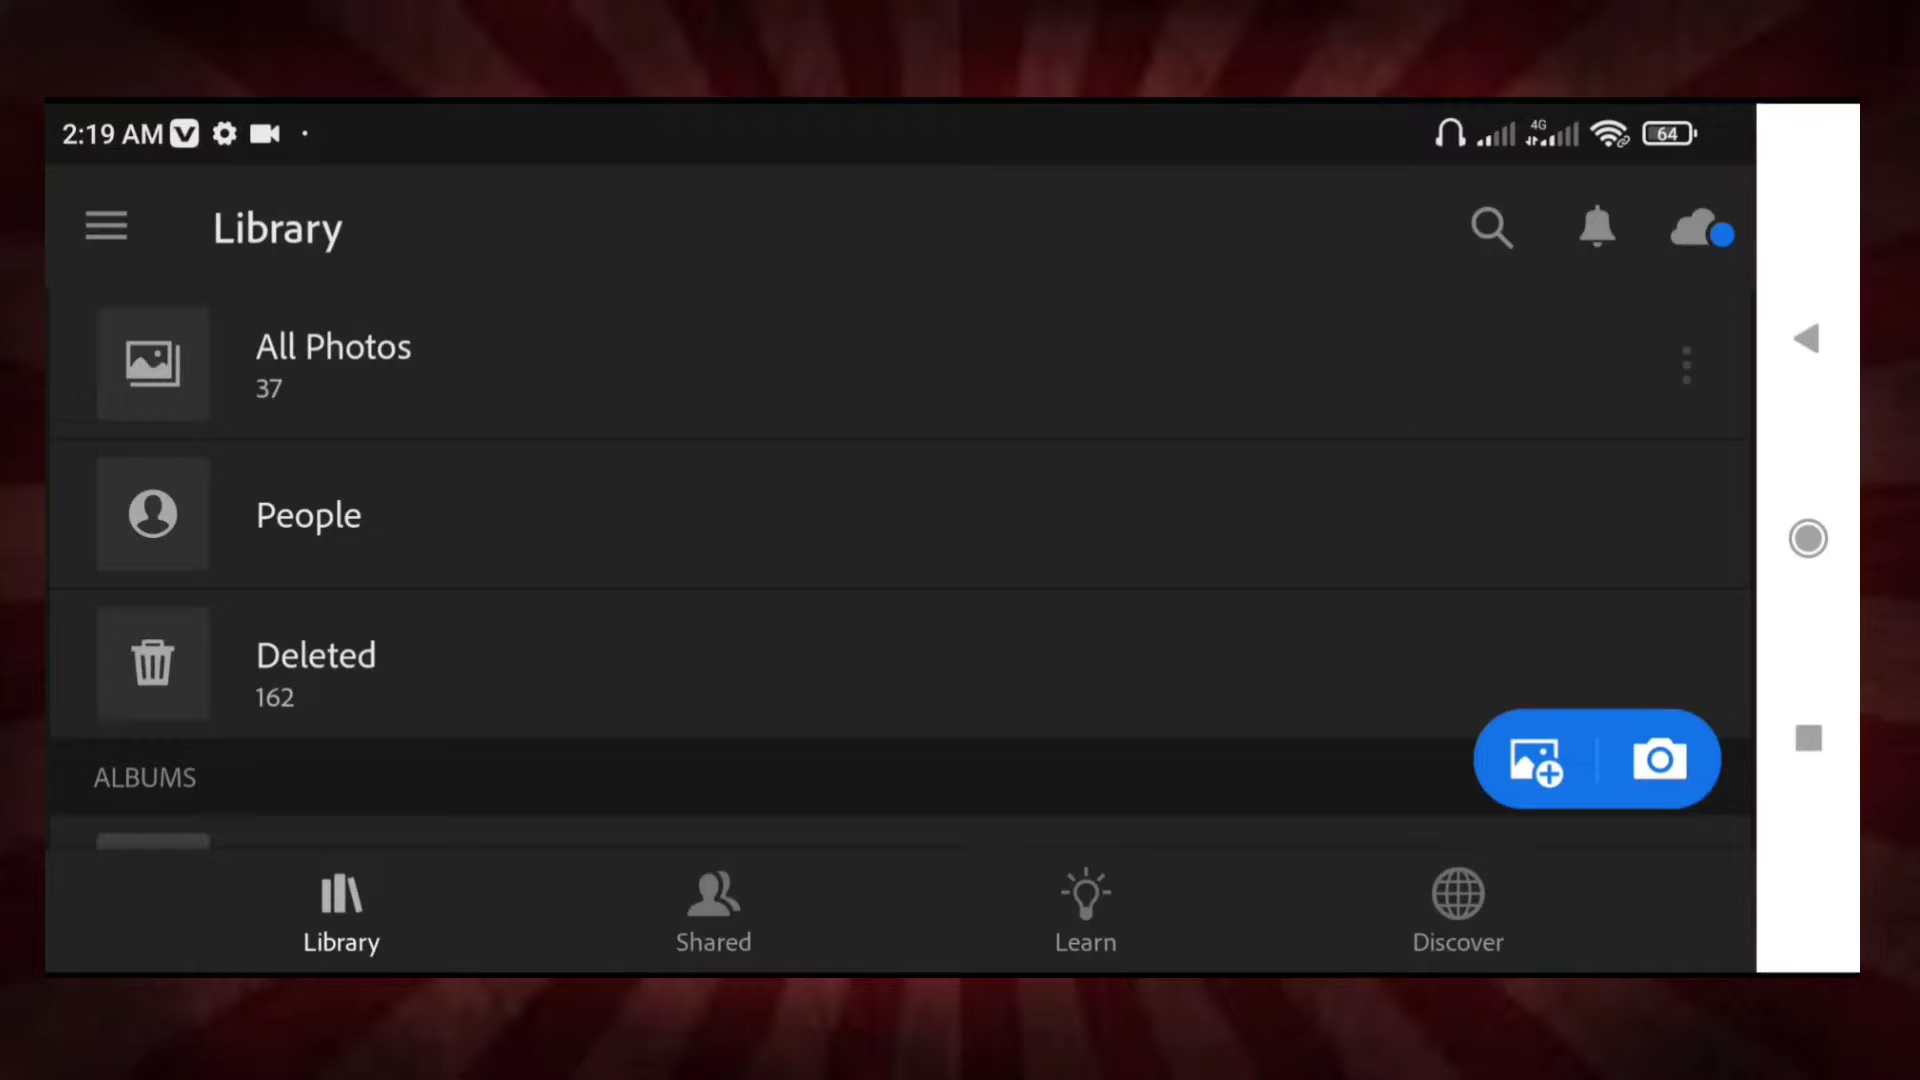 2:19 AM
4G
64
Library
All Photos
37
People
Deleted
162
ALBUMS
Library
Shared
Learn
Discover